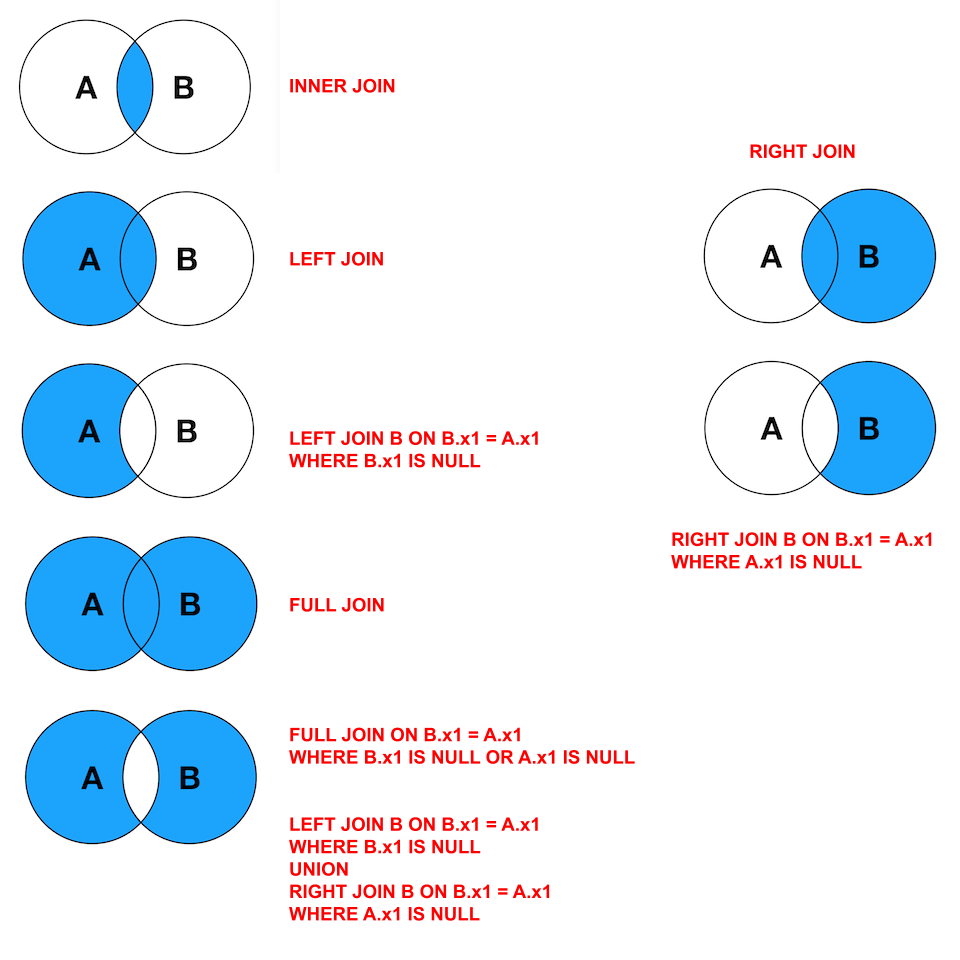 A B
INNER JOIN
A B
LEFT JOIN
A B
LEFT JOIN B ON B.x1 = A.x1
WHERE B.x1 IS NULL
A B
FULL JOIN
A B
FULL JOIN ON B.x1 = A.x1
WHERE B.x1 IS NULL OR A.x1 IS NULL
LEFT JOIN B ON B.x1 = A.x1
WHERE B.x1 IS NULL
UNION
RIGHT JOIN B ON B.x1 = A.x1
WHERE A.x1 IS NULL
RIGHT JOIN
A B
A B
RIGHT JOIN B ON B.x1 = A.x1
WHERE A.x1 IS NULL